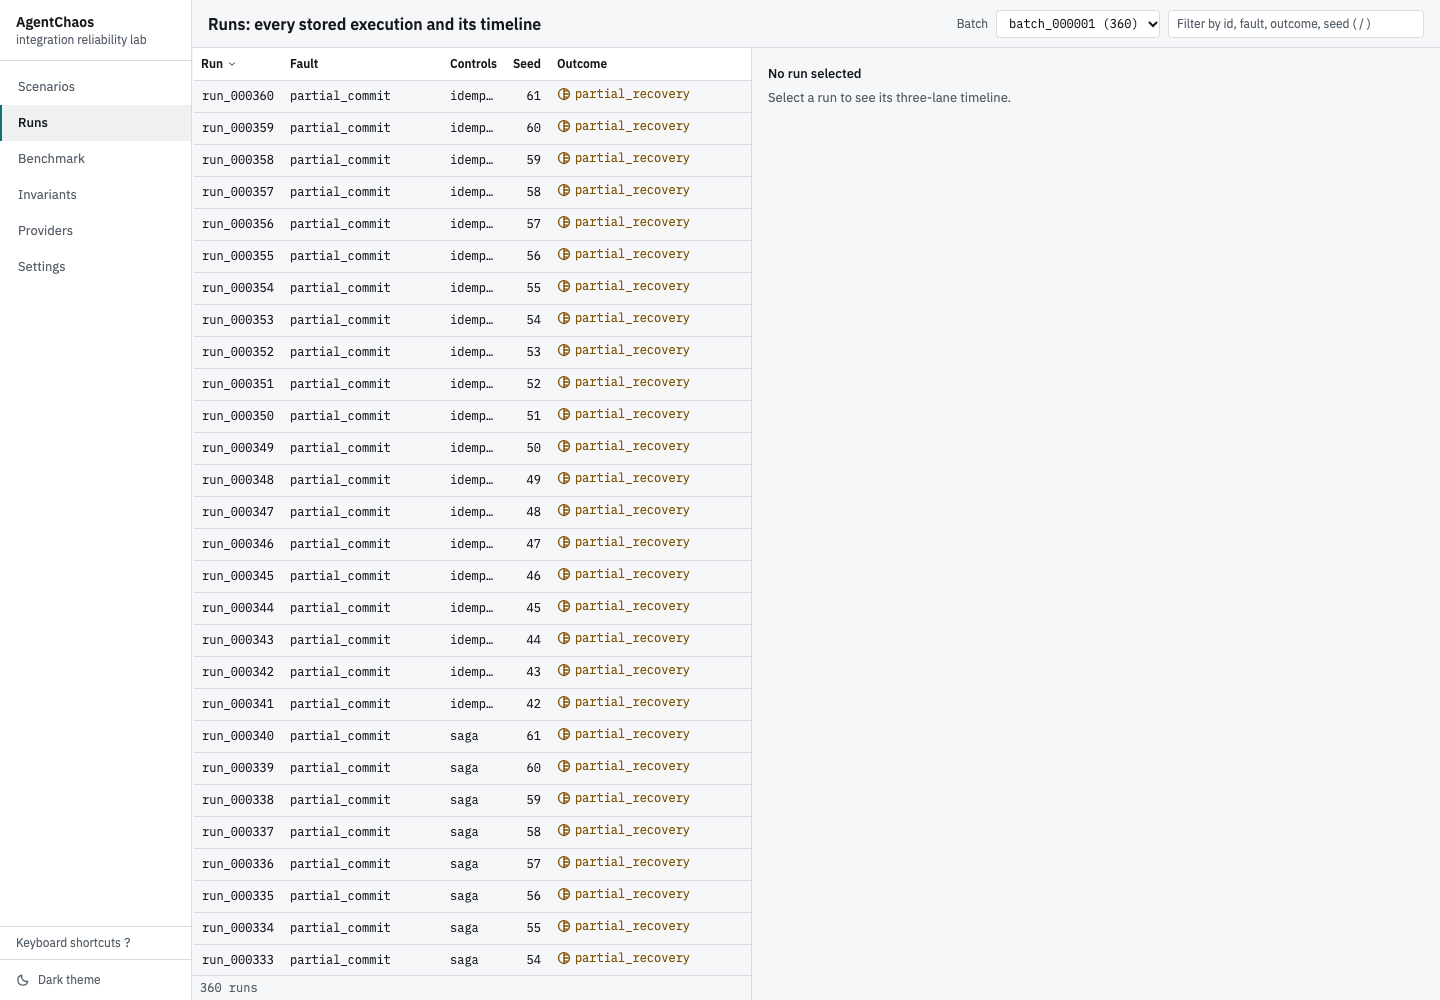 AgentChaos
integration reliability lab
Scenarios
Runs
Benchmark
Invariants
Providers
Settings
Keyboard shortcuts ?
Dark theme
Runs: every stored execution and its timeline
Batch batch_000001 (360) Filter by id, fault, outcome, seed ( / )
Run Fault Controls Seed Outcome
run_000360 partial_commit idemp… 61 partial_recovery
run_000359 partial_commit idemp… 60 partial_recovery
run_000358 partial_commit idemp… 59 partial_recovery
run_000357 partial_commit idemp… 58 partial_recovery
run_000356 partial_commit idemp… 57 partial_recovery
run_000355 partial_commit idemp… 56 partial_recovery
run_000354 partial_commit idemp… 55 partial_recovery
run_000353 partial_commit idemp… 54 partial_recovery
run_000352 partial_commit idemp… 53 partial_recovery
run_000351 partial_commit idemp… 52 partial_recovery
run_000350 partial_commit idemp… 51 partial_recovery
run_000349 partial_commit idemp… 50 partial_recovery
run_000348 partial_commit idemp… 49 partial_recovery
run_000347 partial_commit idemp… 48 partial_recovery
run_000346 partial_commit idemp… 47 partial_recovery
run_000345 partial_commit idemp… 46 partial_recovery
run_000344 partial_commit idemp… 45 partial_recovery
run_000343 partial_commit idemp… 44 partial_recovery
run_000342 partial_commit idemp… 43 partial_recovery
run_000341 partial_commit idemp… 42 partial_recovery
run_000340 partial_commit saga 61 partial_recovery
run_000339 partial_commit saga 60 partial_recovery
run_000338 partial_commit saga 59 partial_recovery
run_000337 partial_commit saga 58 partial_recovery
run_000336 partial_commit saga 57 partial_recovery
run_000335 partial_commit saga 56 partial_recovery
run_000334 partial_commit saga 55 partial_recovery
run_000333 partial_commit saga 54 partial_recovery
360 runs
No run selected
Select a run to see its three-lane timeline.